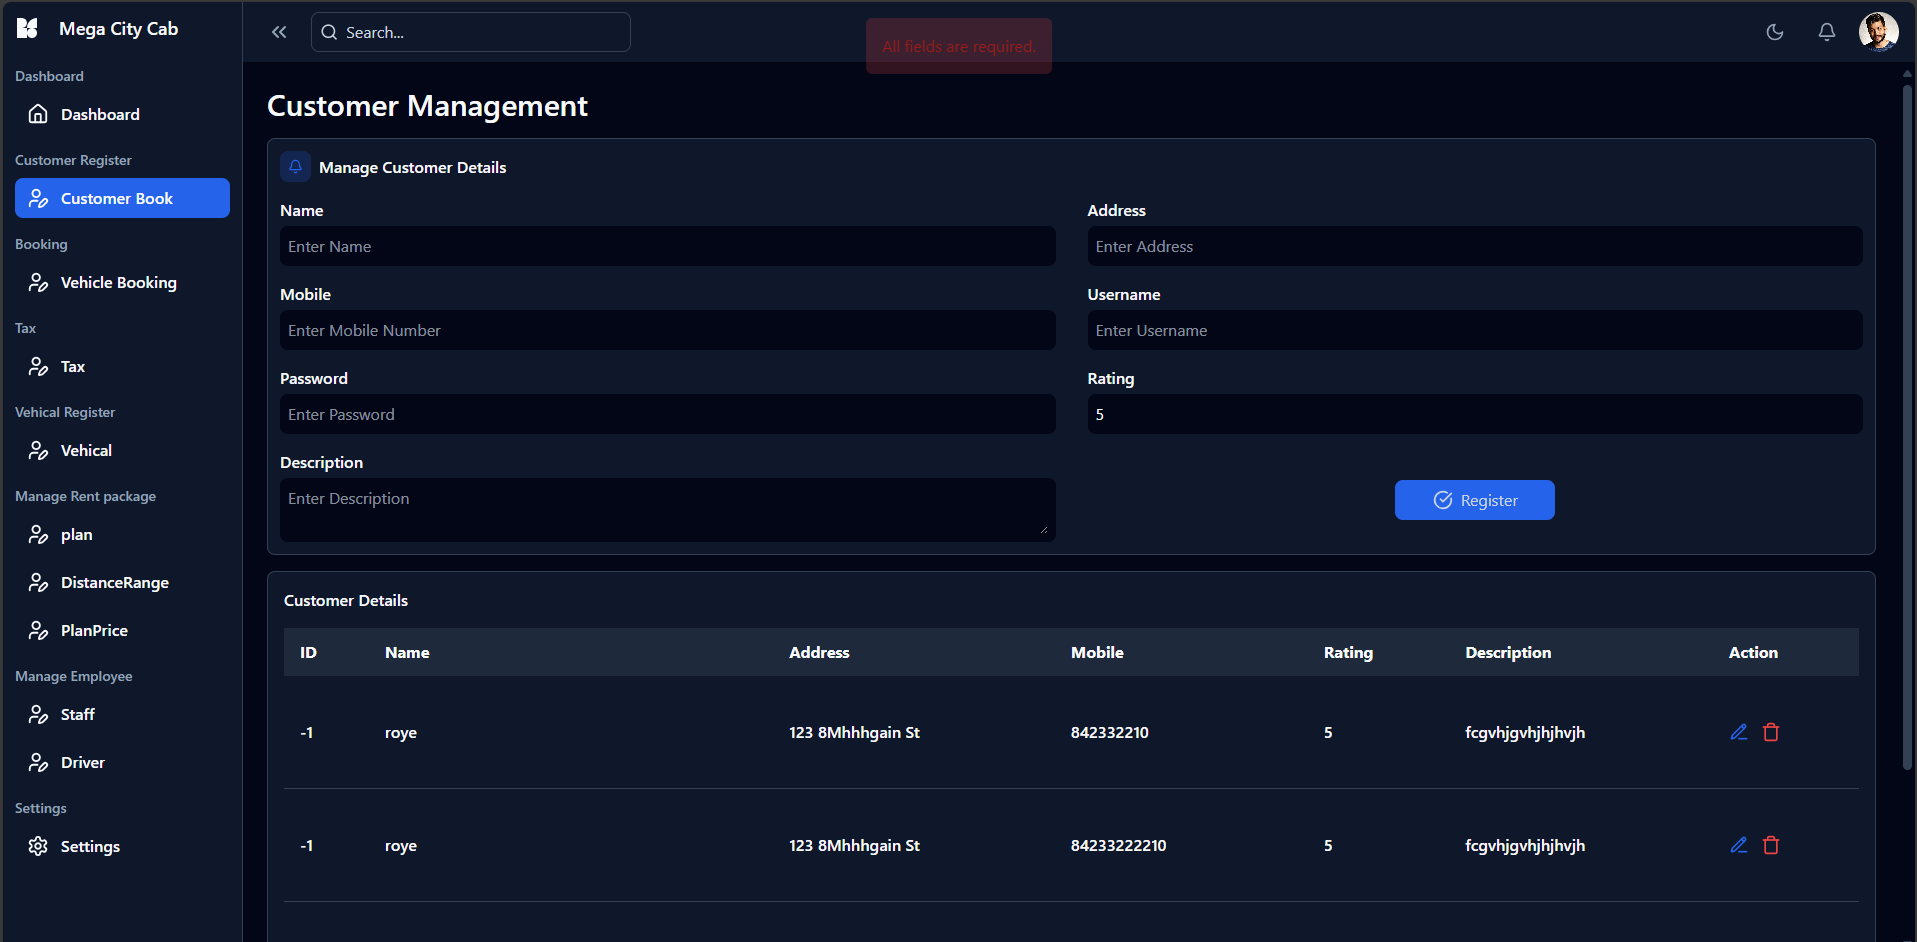 Mega City Cab
Dashboard
Dashboard
Customer Register
Customer Book
Booking
Vehicle Booking
Tax
Tax
Vehical Register
Vehical
Manage Rent package
plan
DistanceRange
PlanPrice
Manage Employee
Staff
Driver
Settings
Settings
Search...
All fields are required.
Customer Management
Manage Customer Details
Name
Enter Name
Address
Enter Address
Mobile
Enter Mobile Number
Username
Enter Username
Password
Enter Password
Rating
5
Description
Enter Description
Register
Customer Details
ID Name Address Mobile Rating Description Action
-1 roye 123 8Mhhhgain St 842332210 5 fcgvhjgvhjhjhvjh
-1 roye 123 8Mhhhgain St 84233222210 5 fcgvhjgvhjhjhvjh